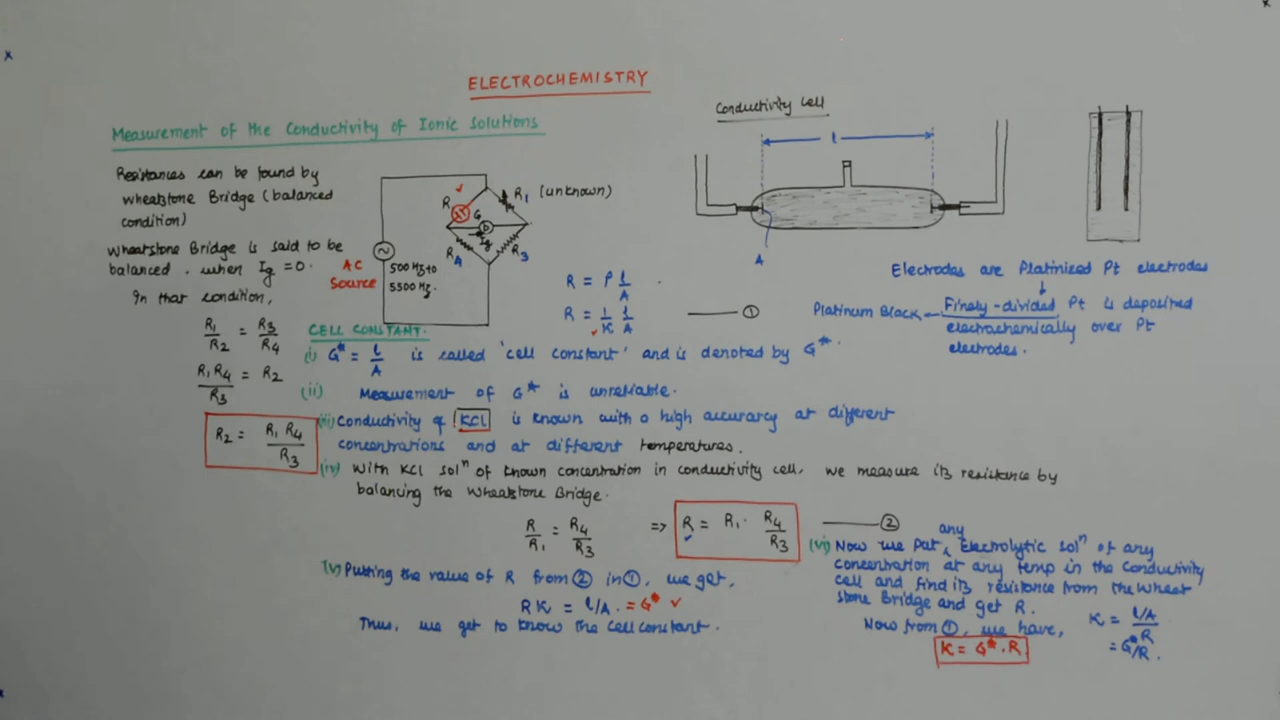 ELECTROCHEMISTRY
Measurement of the Conductivity of Ionic Solutions
Resistances can be found by
Wheatstone Bridge (balanced
condition)
Wheatstone Bridge is said to be
balanced. when Ig = 0.
In that condition,
R1/R2 = R3/R4
R1 R4/R3 = R2
R2 = R1 R4/R3
R
R1 (unknown)
G
Ig
R4
R3
AC
Source
500 Hz to
5500 Hz.
Conductivity Cell
l
A
R = ρ l/A
R = 1/K l/A ——— ①
Electrodes are Platinized Pt electrodes
Platinum Black ← Finely-divided Pt is deposited
electrochemically over Pt
electrodes.
CELL CONSTANT.
(i) G* = l/A is called 'cell constant' and is denoted by G*.
(ii) Measurement of G* is unreliable.
(iii) Conductivity of KCl is known with a high accuracy at different
concentrations and at different temperatures.
(iv) With KCl solⁿ of known concentration in conductivity cell, we measure its resistance by
balancing the Wheatstone Bridge.
R/R1 = R4/R3 => R = R1 . R4/R3 ——— ②
(v) Putting the value of R from ② in ①, we get,
RK = l/A. = G* ✓
Thus, we get to know the cell constant.
any
(vi) Now we put Electrolytic solⁿ of any
concentration at any temp in the conductivity
cell and find its resistance from the Wheat
stone Bridge and get R.
Now from ①, we have,
K = l/A/R
= G*/R.
K = G* . R